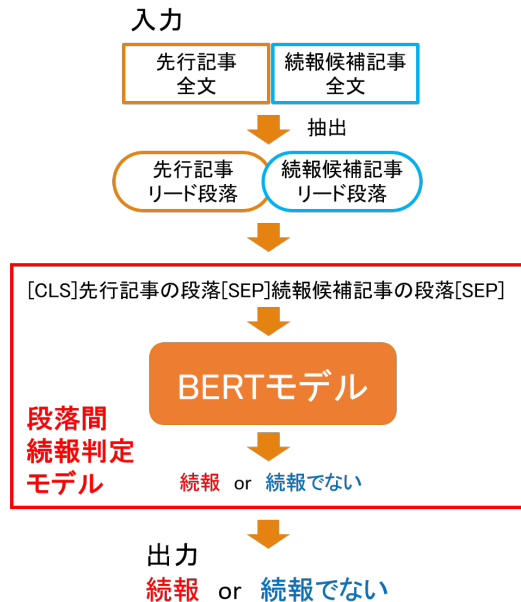 入力
先行記事
全文
続報候補記事
全文
抽出
先行記事
リード段落
続報候補記事
リード段落
[CLS]先行記事の段落[SEP]続報候補記事の段落[SEP]
BERTモデル
段落間
続報判定
モデル
続報 or 続報でない
出力
続報 or 続報でない